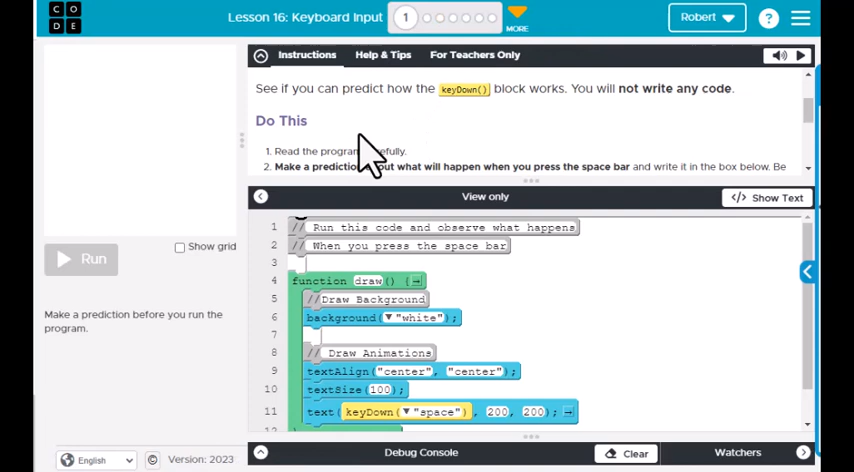 C O
D E
Lesson 16: Keyboard Input
1
MORE
Robert
?
Instructions Help & Tips For Teachers Only
See if you can predict how the keyDown() block works. You will not write any code.
Do This
1. Read the program efully.
2. Make a prediction out what will happen when you press the space bar and write it in the box below. Be
View only
</> Show Text
1 // Run this code and observe what happens
2 // When you press the space bar
3
4 function draw() {
5 //Draw Background
6 background("white");
7
8 // Draw Animations
9 textAlign("center", "center");
10 textSize(100);
11 text(keyDown("space"), 200, 200);
12
Run
Show grid
Make a prediction before you run the
program.
English
©
Version: 2023
Debug Console
Clear
Watchers